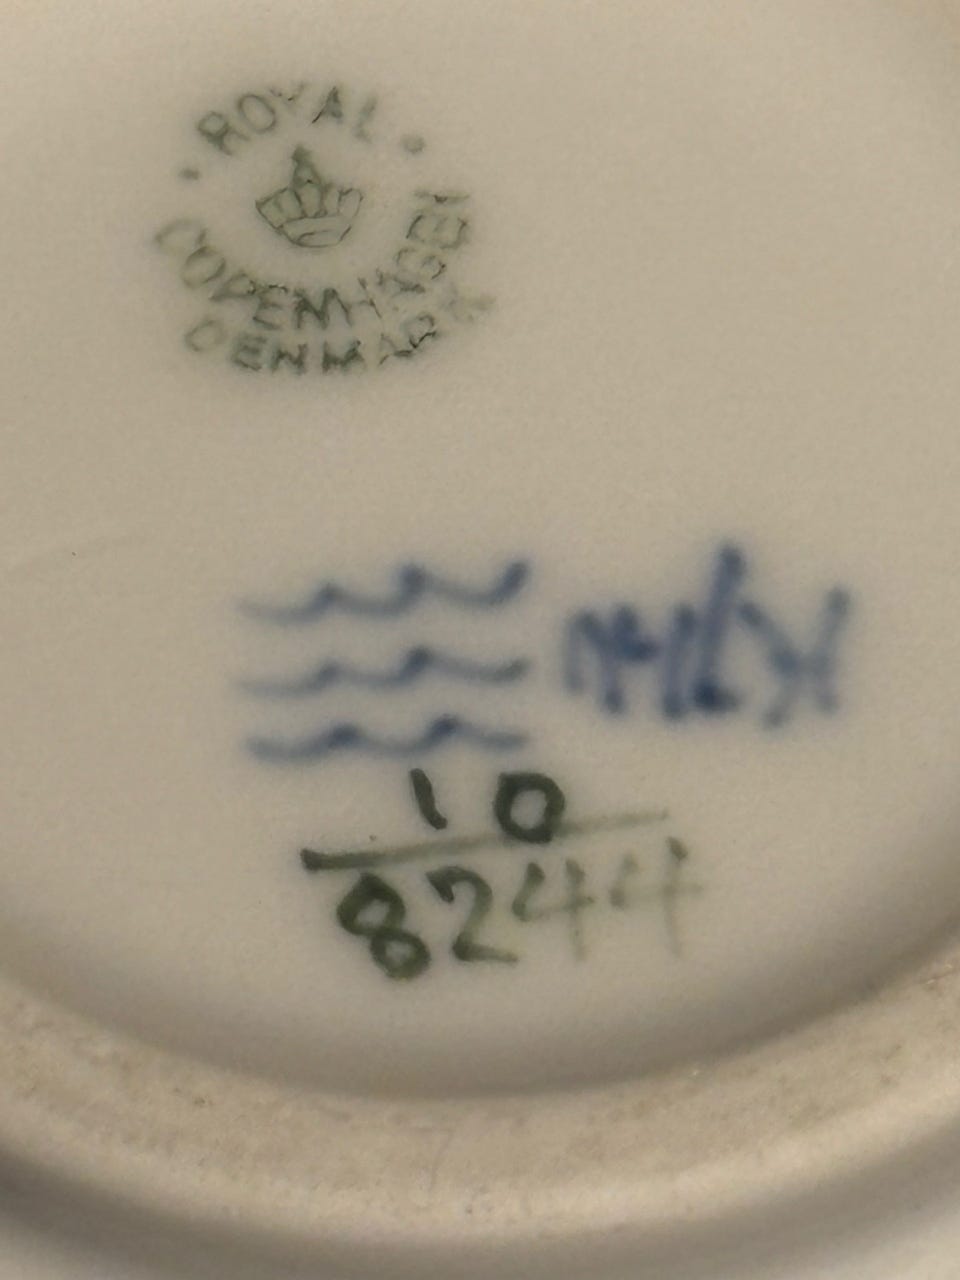 ROYAL
COPENHAGEN
DENMARK
10
8244